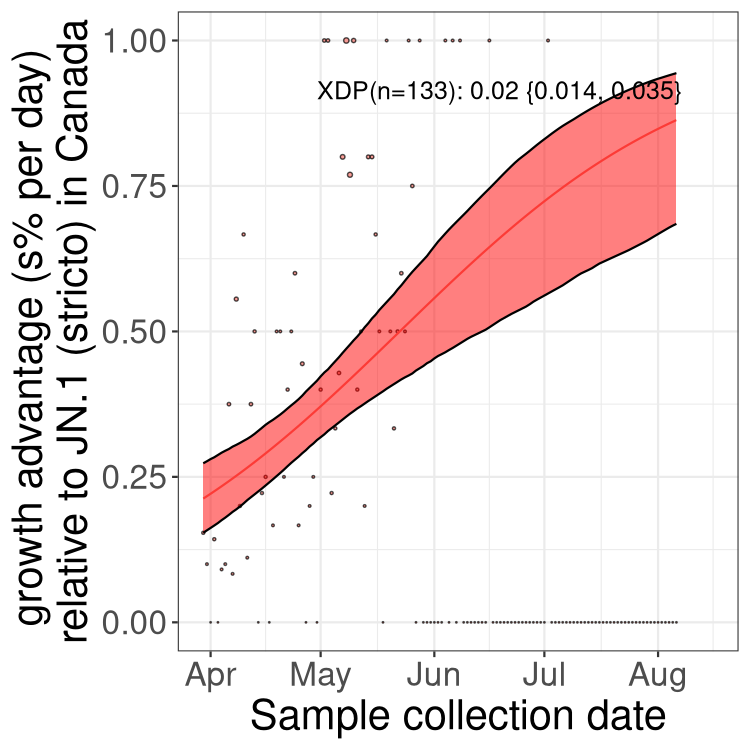 growth advantage (s% per day)
relative to JN.1 (stricto) in Canada
1.00
0.75
0.50
0.25
0.00
XDP(n=133): 0.02 {0.014, 0.035}
Apr May Jun Jul Aug
Sample collection date